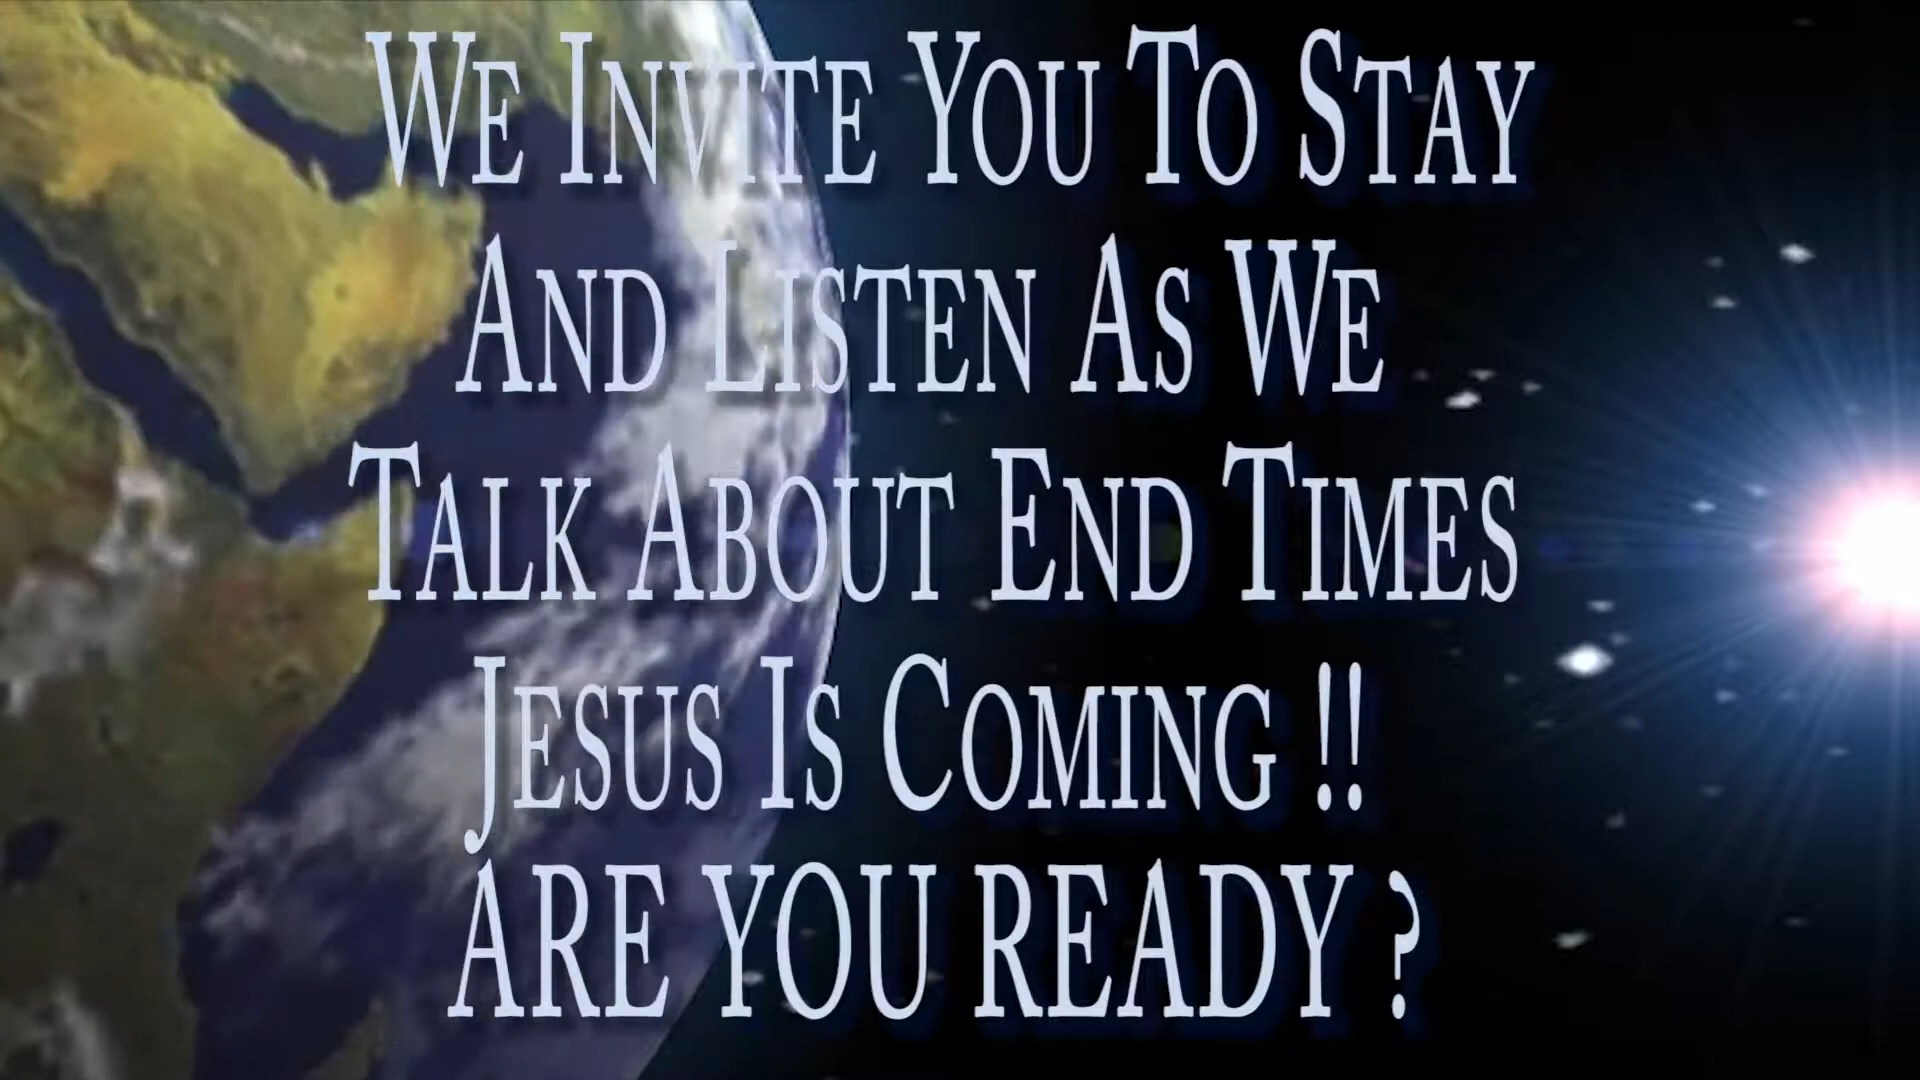 We Invite You To Stay
And Listen As We
Talk About End Times
Jesus Is Coming !!
ARE YOU READY ?